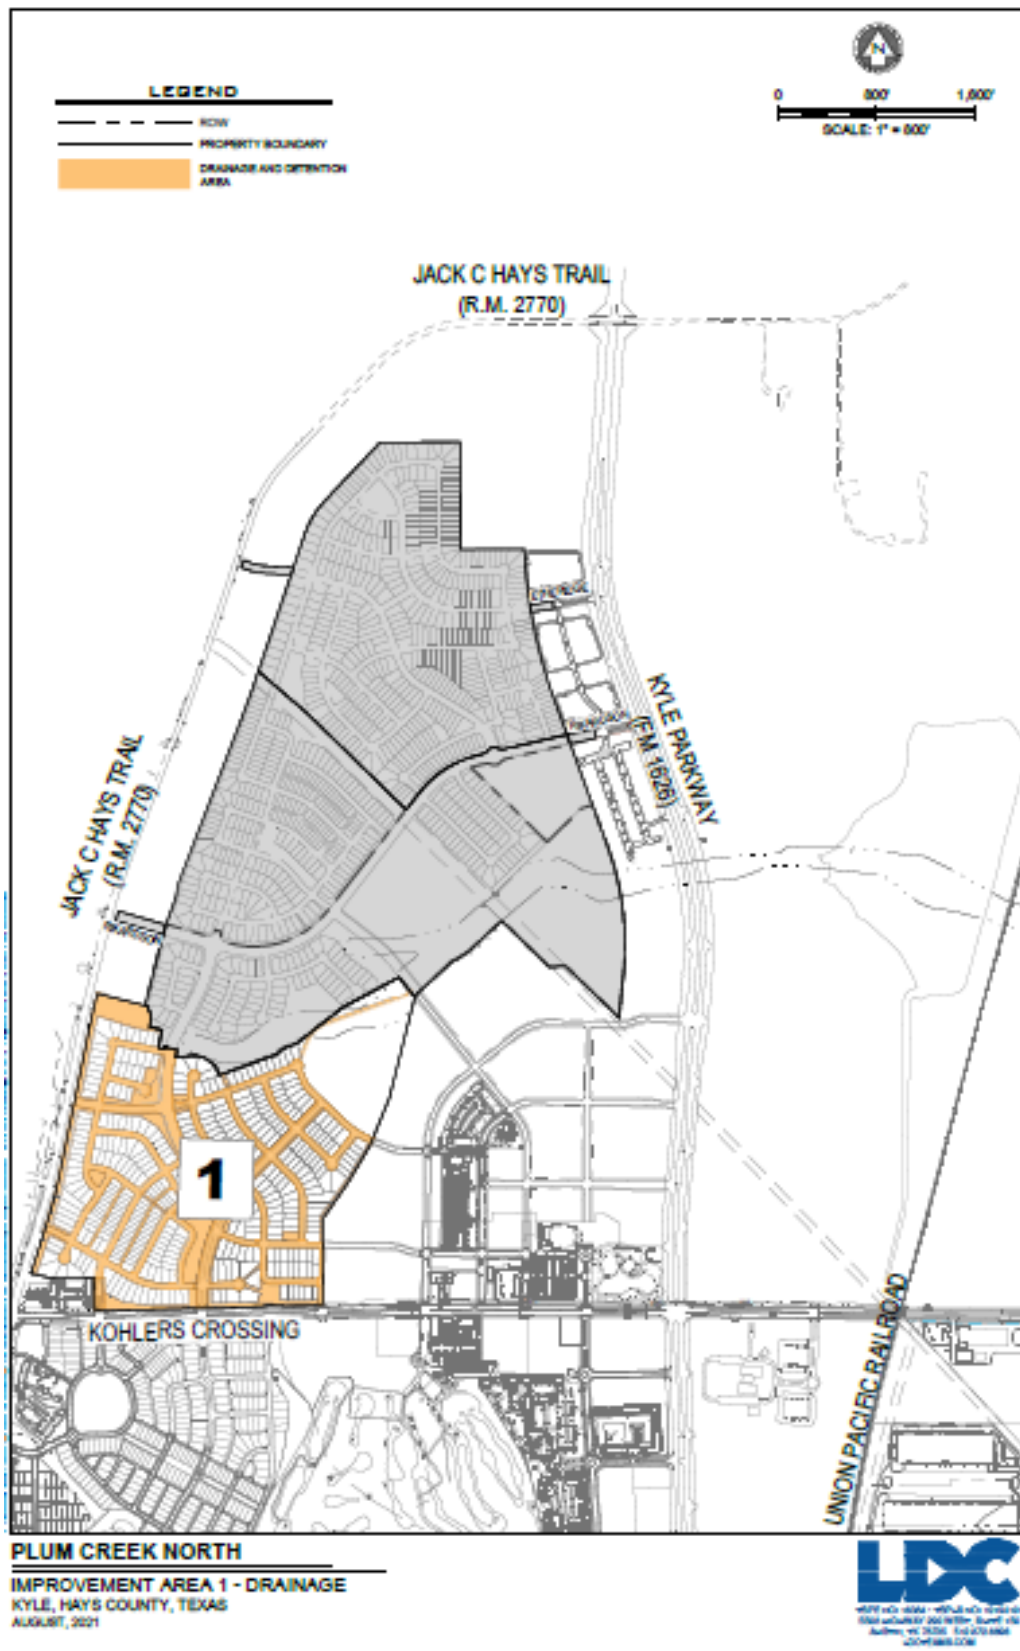 LEGEND
ROW
PROPERTY BOUNDARY
DRAINAGE AND DETENTION
AREA
N
0 800' 1,600'
SCALE: 1" = 800'
JACK C HAYS TRAIL
(R.M. 2770)
KYLE PARKWAY
(FM 1626)
JACK C HAYS TRAIL
(R.M. 2770)
1
KOHLERS CROSSING
UNION PACIFIC RAILROAD
PLUM CREEK NORTH
IMPROVEMENT AREA 1 - DRAINAGE
KYLE, HAYS COUNTY, TEXAS
AUGUST, 2021
LDC